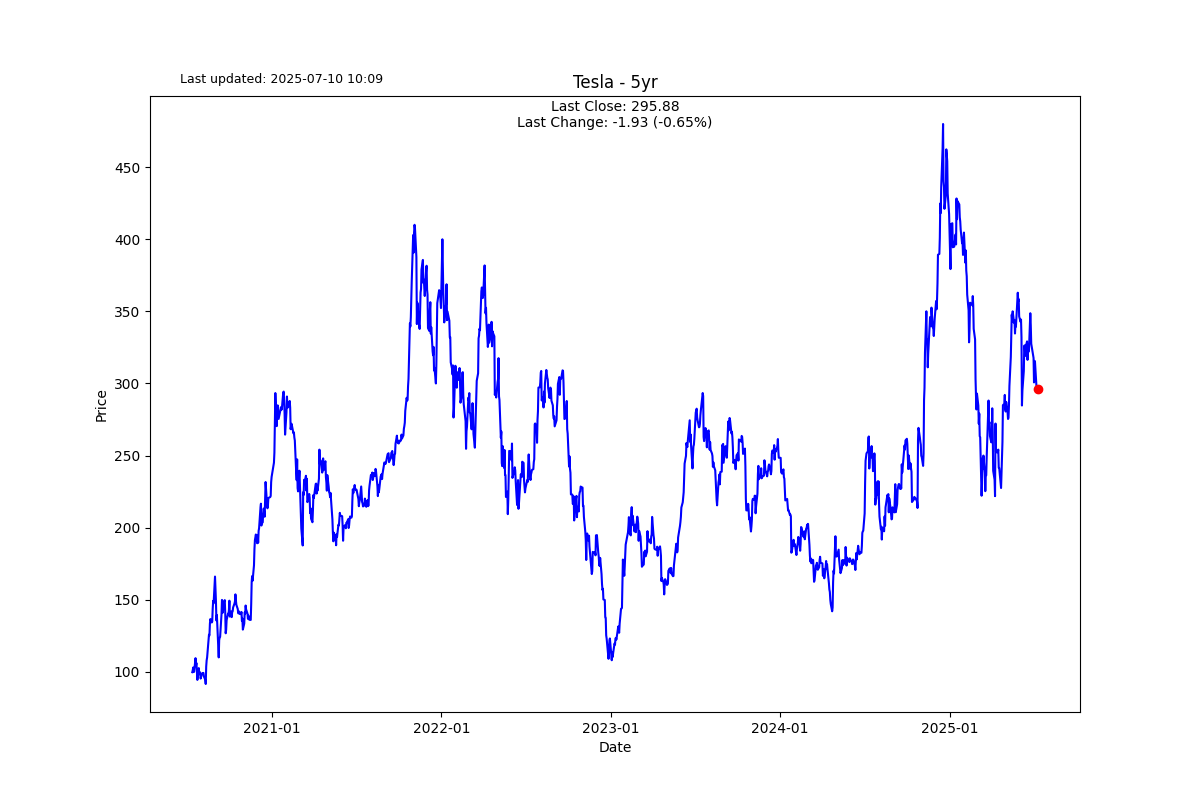 Last updated: 2025-07-10 10:09
Tesla - 5yr
Last Close: 295.88
Last Change: -1.93 (-0.65%)
450
400
350
300
250
200
150
100
Price
2021-01
2022-01
2023-01
2024-01
2025-01
Date